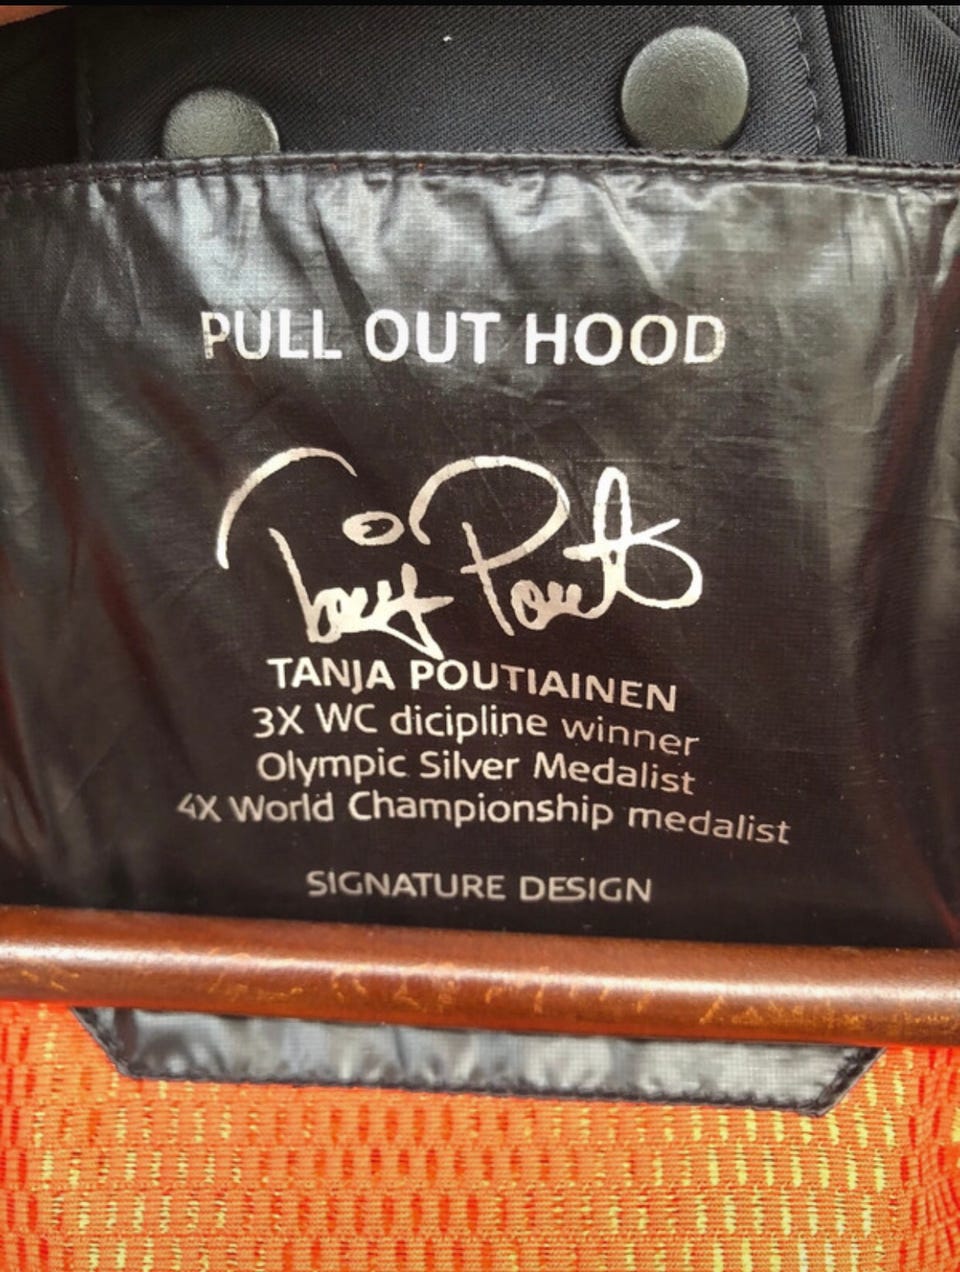 PULL OUT HOOD
TANJA POUTIAINEN
3X WC dicipline winner
Olympic Silver Medalist
4X World Championship medalist
SIGNATURE DESIGN